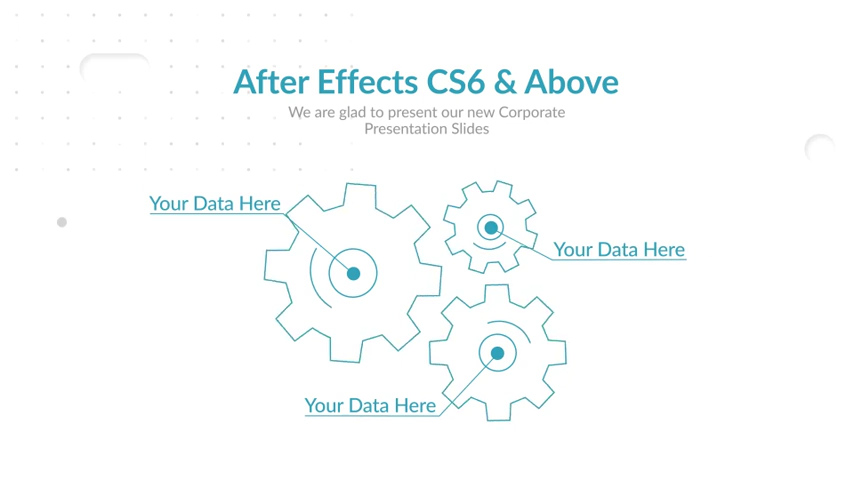 After Effects CS6 & Above
We are glad to present our new Corporate
Presentation Slides
Your Data Here
Your Data Here
Your Data Here